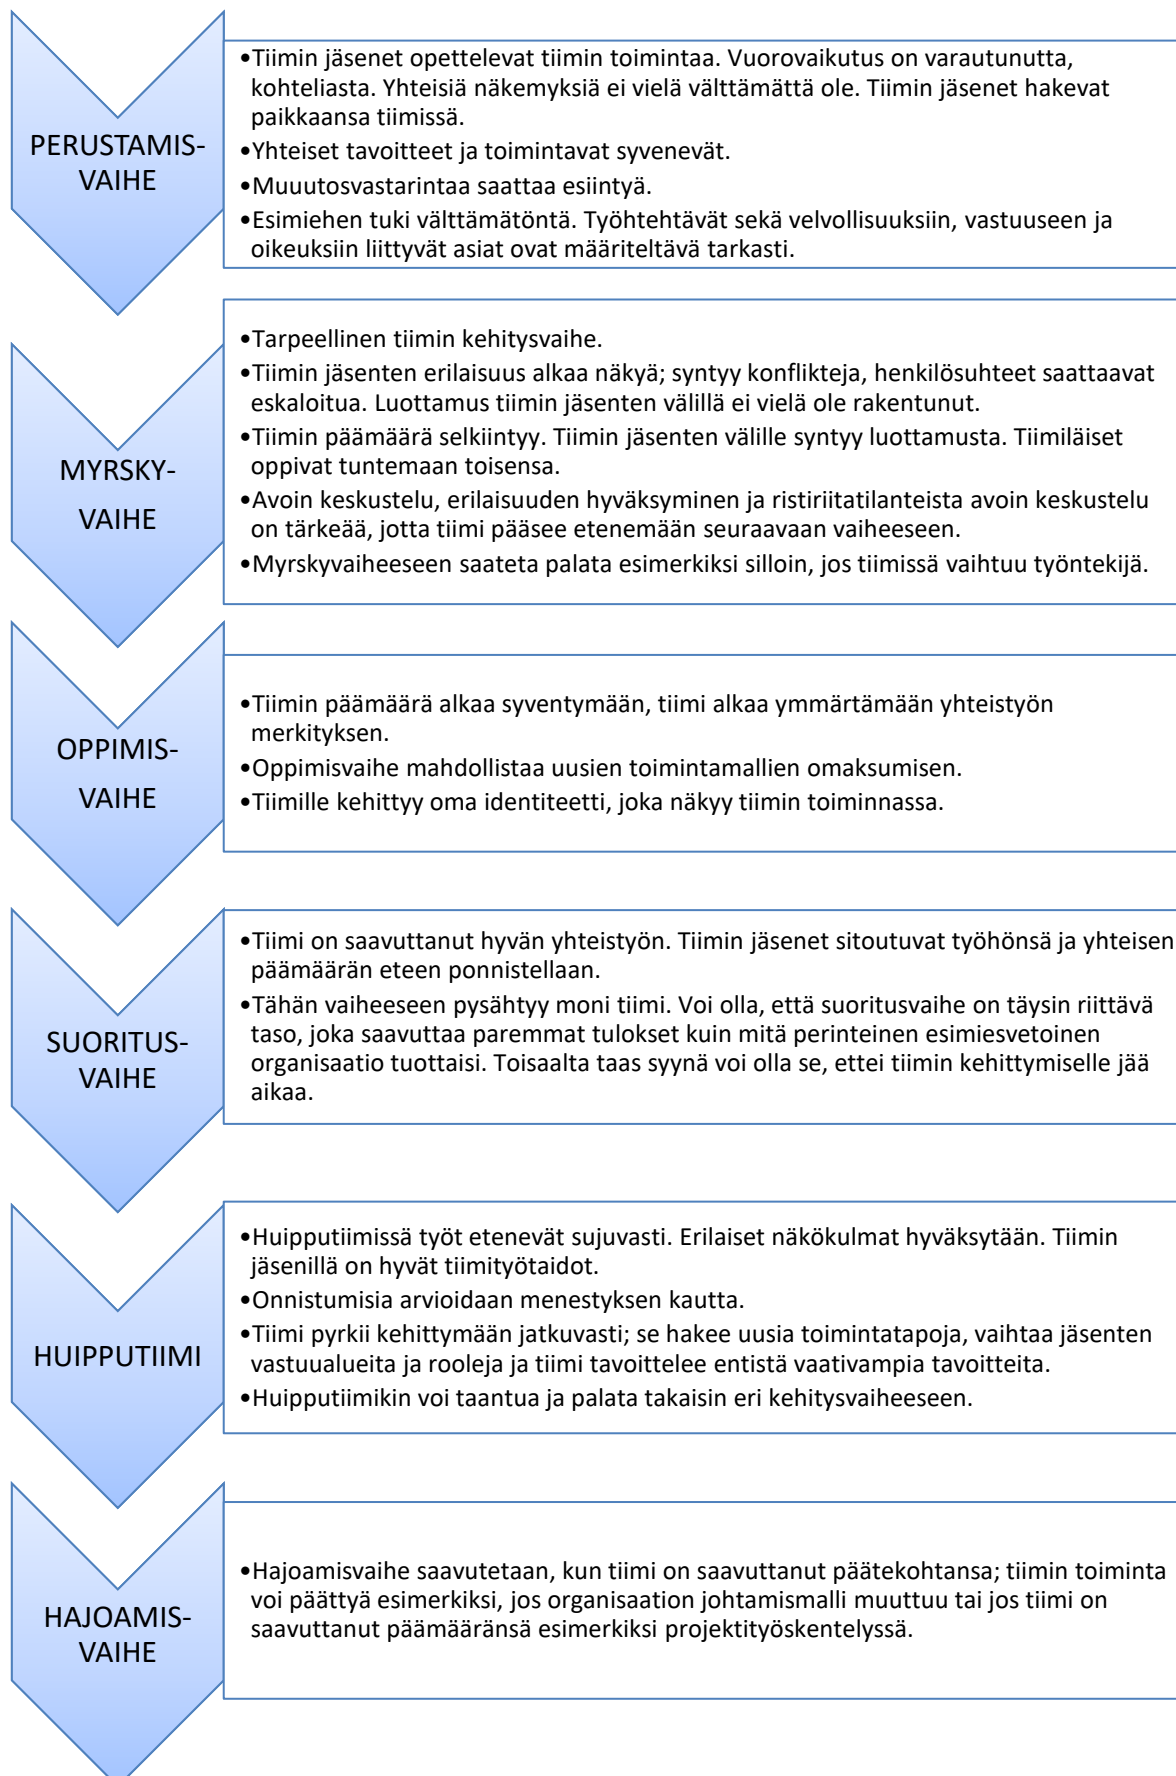 PERUSTAMIS-
VAIHE
•Tiimin jäsenet opettelevat tiimin toimintaa. Vuorovaikutus on varautunutta,
kohteliasta. Yhteisiä näkemyksiä ei vielä välttämättä ole. Tiimin jäsenet hakevat
paikkaansa tiimissä.
•Yhteiset tavoitteet ja toimintavat syvenevät.
•Muuutosvastarintaa saattaa esiintyä.
•Esimiehen tuki välttämätöntä. Työhtehtävät sekä velvollisuuksiin, vastuuseen ja
oikeuksiin liittyvät asiat ovat määriteltävä tarkasti.
MYRSKY-
VAIHE
•Tarpeellinen tiimin kehitysvaihe.
•Tiimin jäsenten erilaisuus alkaa näkyä; syntyy konflikteja, henkilösuhteet saattaavat
eskaloitua. Luottamus tiimin jäsenten välillä ei vielä ole rakentunut.
•Tiimin päämäärä selkiintyy. Tiimin jäsenten välille syntyy luottamusta. Tiimiläiset
oppivat tuntemaan toisensa.
•Avoin keskustelu, erilaisuuden hyväksyminen ja ristiriitatilanteista avoin keskustelu
on tärkeää, jotta tiimi pääsee etenemään seuraavaan vaiheeseen.
•Myrskyvaiheeseen saateta palata esimerkiksi silloin, jos tiimissä vaihtuu työntekijä.
OPPIMIS-
VAIHE
•Tiimin päämäärä alkaa syventymään, tiimi alkaa ymmärtämään yhteistyön
merkityksen.
•Oppimisvaihe mahdollistaa uusien toimintamallien omaksumisen.
•Tiimille kehittyy oma identiteetti, joka näkyy tiimin toiminnassa.
SUORITUS-
VAIHE
•Tiimi on saavuttanut hyvän yhteistyön. Tiimin jäsenet sitoutuvat työhönsä ja yhteisen
päämäärän eteen ponnistellaan.
•Tähän vaiheeseen pysähtyy moni tiimi. Voi olla, että suoritusvaihe on täysin riittävä
taso, joka saavuttaa paremmat tulokset kuin mitä perinteinen esimiesvetoinen
organisaatio tuottaisi. Toisaalta taas syynä voi olla se, ettei tiimin kehittymiselle jää
aikaa.
HUIPPUTIIMI
•Huipputiimissä työt etenevät sujuvasti. Erilaiset näkökulmat hyväksytään. Tiimin
jäsenillä on hyvät tiimityötaidot.
•Onnistumisia arvioidaan menestyksen kautta.
•Tiimi pyrkii kehittymään jatkuvasti; se hakee uusia toimintatapoja, vaihtaa jäsenten
vastuualueita ja rooleja ja tiimi tavoittelee entistä vaativampia tavoitteita.
•Huipputiimikin voi taantua ja palata takaisin eri kehitysvaiheeseen.
HAJOAMIS-
VAIHE
•Hajoamisvaihe saavutetaan, kun tiimi on saavuttanut päätekohtansa; tiimin toiminta
voi päättyä esimerkiksi, jos organisaation johtamismalli muuttuu tai jos tiimi on
saavuttanut päämääränsä esimerkiksi projektityöskentelyssä.